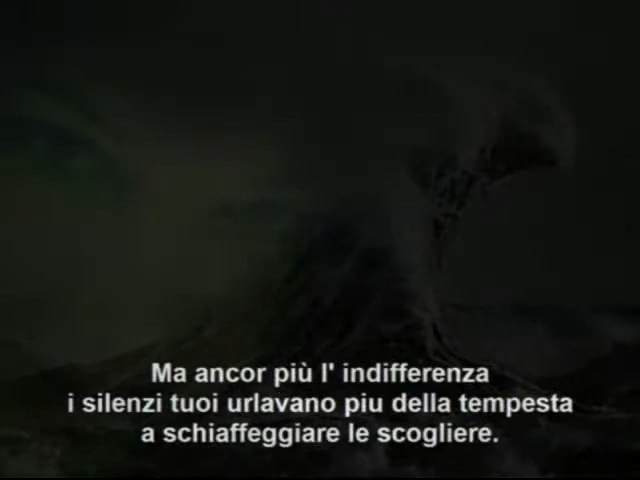 Ma ancor più l' indifferenza
i silenzi tuoi urlavano piu della tempesta
a schiaffeggiare le scogliere.